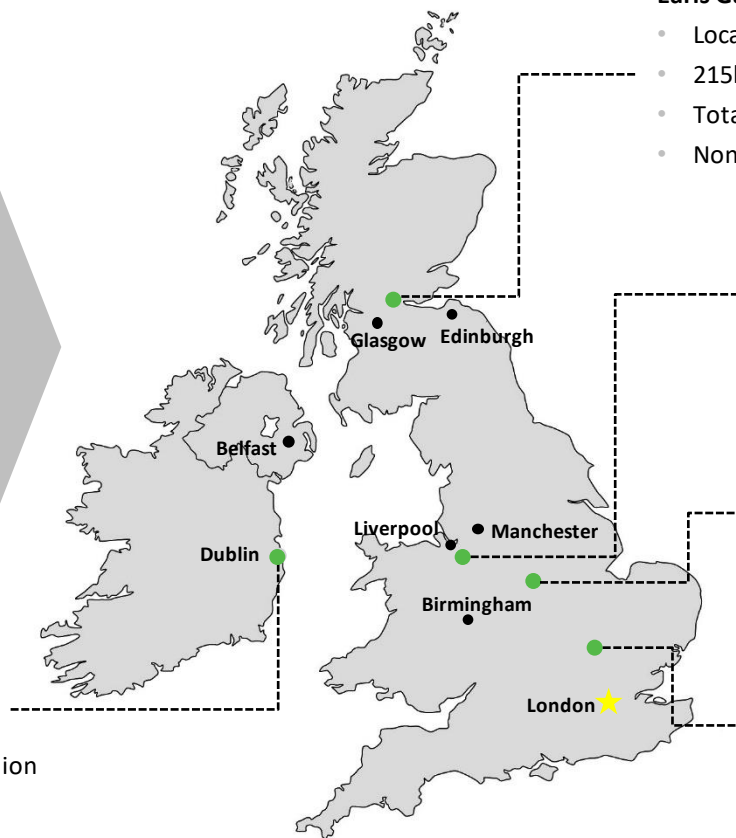 Loca
215
Tota
Non
Glasgow
Edinburgh
Belfast
Liverpool
Manchester
Dublin
Birmingham
London
ion